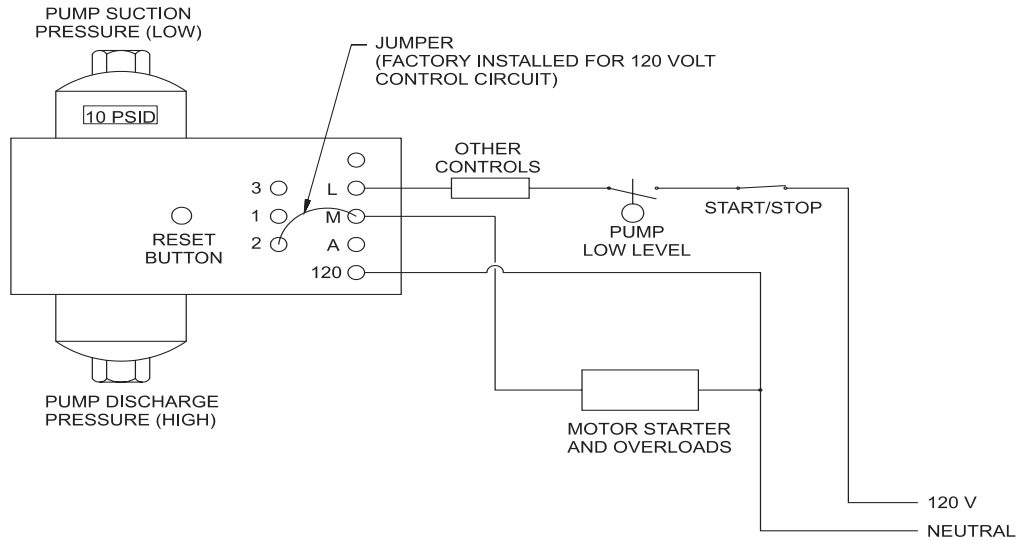 PUMP SUCTION
PRESSURE (LOW)
JUMPER
(FACTORY INSTALLED FOR 120 VOLT
CONTROL CIRCUIT)
10 PSID
OTHER
CONTROLS
3
L
1
M
2
A
120
RESET
BUTTON
START/STOP
PUMP
LOW LEVEL
PUMP DISCHARGE
PRESSURE (HIGH)
MOTOR STARTER
AND OVERLOADS
120 V
NEUTRAL